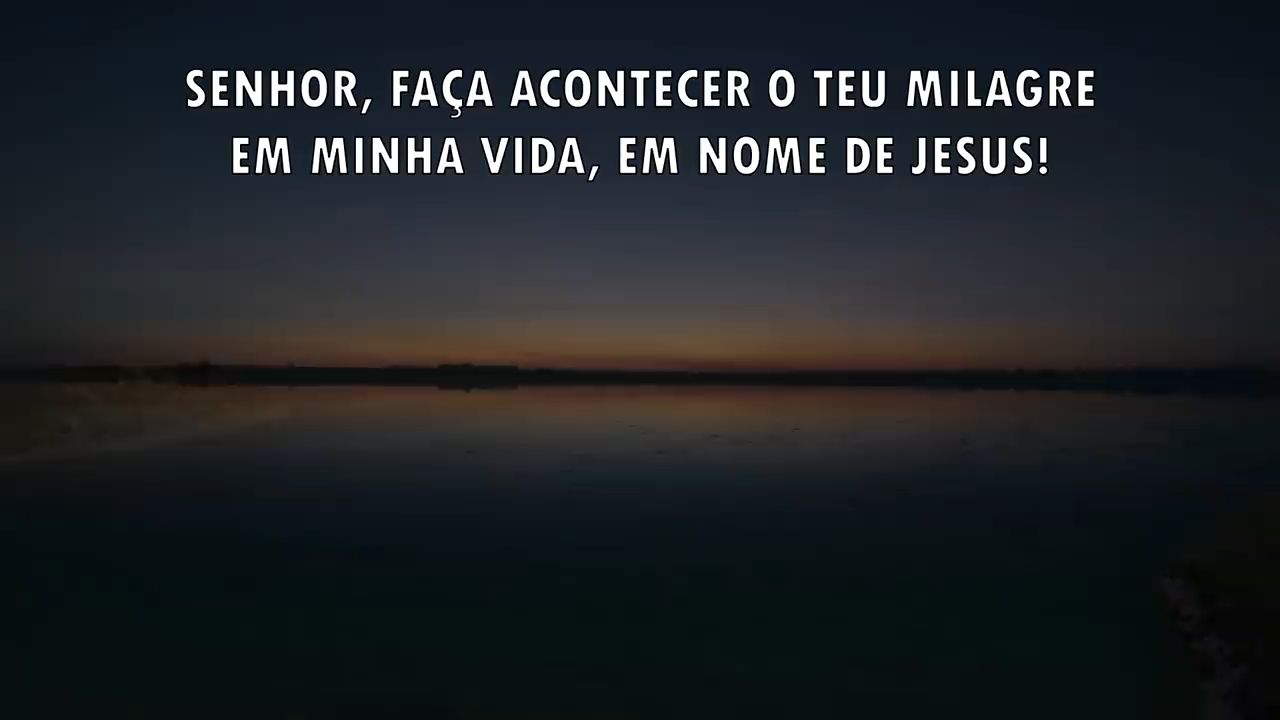 SENHOR, FAÇA ACONTECER O TEU MILAGRE
EM MINHA VIDA, EM NOME DE JESUS!